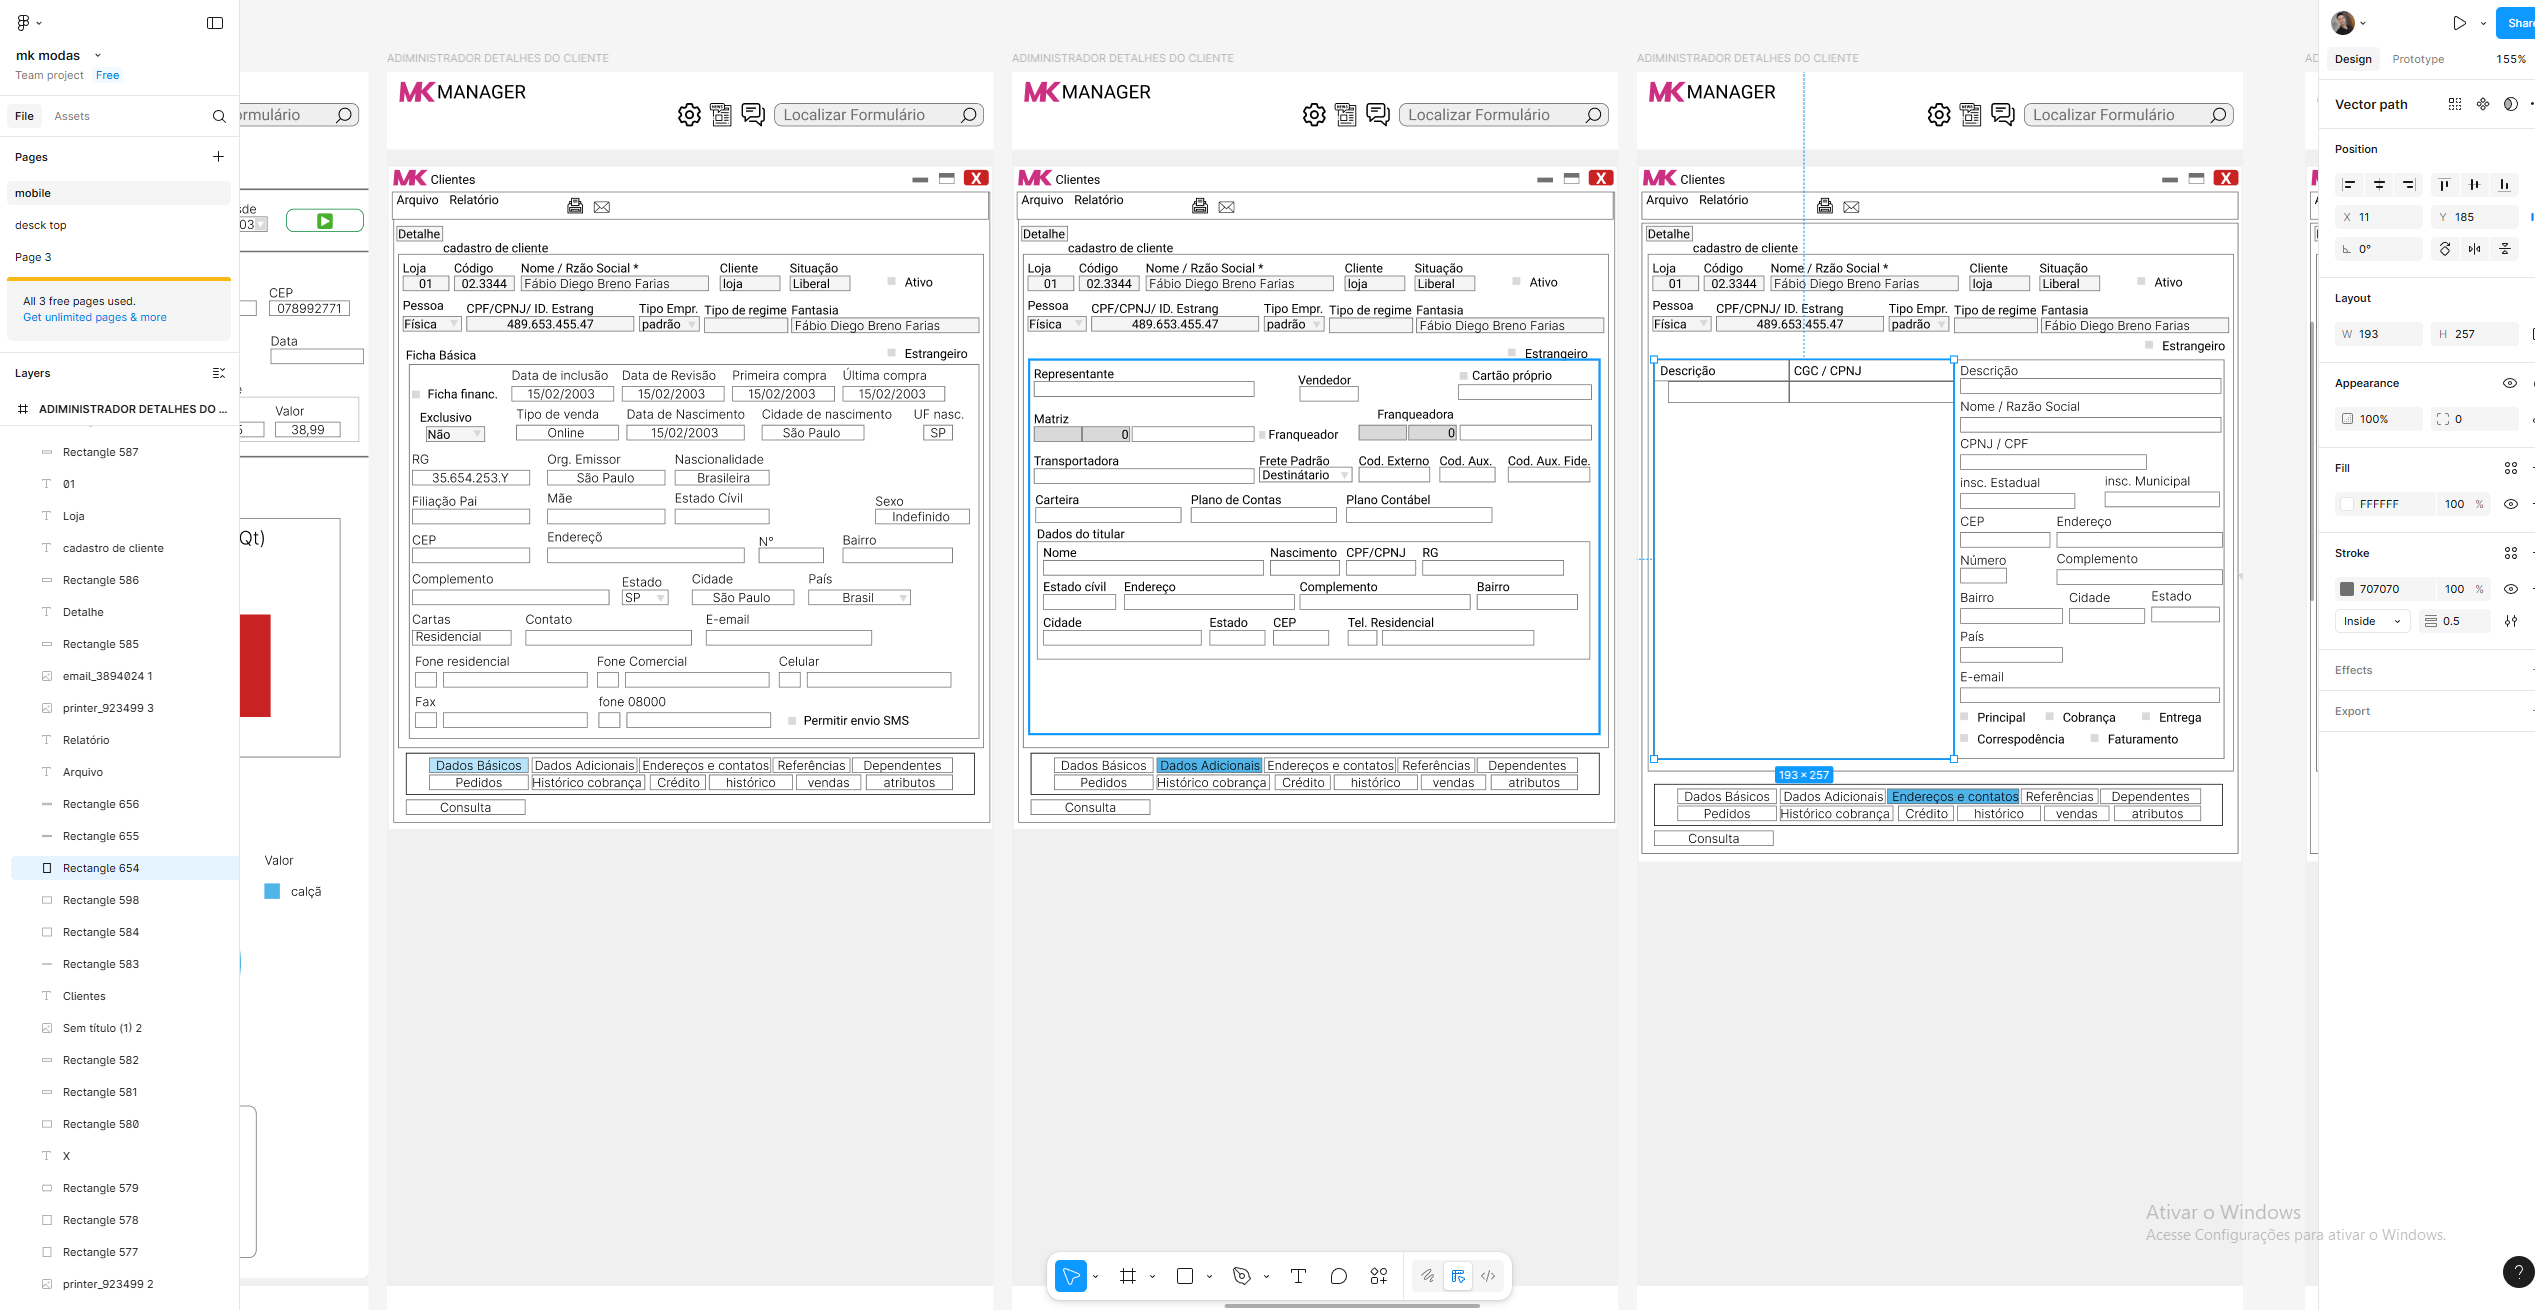 mk modas
Team project Free
File Assets
Pages
mobile
desck top
Page 3
All 3 free pages used.
Get unlimited pages & more
Layers
ADIMINISTRADOR DETALHES DO ...
Rectangle 587
01
Loja
cadastro de cliente
Rectangle 586
Detalhe
Rectangle 585
email_3894024 1
printer_923499 3
Relatório
Arquivo
Rectangle 656
Rectangle 655
Rectangle 654
Rectangle 598
Rectangle 584
Rectangle 583
Clientes
Sem título (1) 2
Rectangle 582
Rectangle 581
Rectangle 580
X
Rectangle 579
Rectangle 578
Rectangle 577
printer_923499 2
rmulário
sde
03
CEP
078992771
Data
Valor
38,99
Qt)
Valor
calçã
ADIMINISTRADOR DETALHES DO CLIENTE
MK MANAGER
Localizar Formulário
MK Clientes X
Arquivo Relatório
Detalhe
cadastro de cliente
Loja Código Nome / Rzão Social * Cliente Situação
01 02.3344 Fábio Diego Breno Farias loja Liberal Ativo
Pessoa CPF/CPNJ/ ID. Estrang Tipo Empr. Tipo de regime Fantasia
Física 489.653.455.47 padrão Fábio Diego Breno Farias
Ficha Básica Estrangeiro
Data de inclusão Data de Revisão Primeira compra Última compra
Ficha financ. 15/02/2003 15/02/2003 15/02/2003 15/02/2003
Exclusivo Tipo de venda Data de Nascimento Cidade de nascimento UF nasc.
Não Online 15/02/2003 São Paulo SP
RG Org. Emissor Nascionalidade
35.654.253.Y São Paulo Brasileira
Filiação Pai Mãe Estado Cívil Sexo
Indefinido
CEP Endereçõ N° Bairro
Complemento Estado Cidade País
SP São Paulo Brasil
Cartas Contato E-email
Residencial
Fone residencial Fone Comercial Celular
Fax fone 08000
Permitir envio SMS
Dados Básicos Dados Adicionais Endereços e contatos Referências Dependentes
Pedidos Histórico cobrança Crédito histórico vendas atributos
Consulta
ADIMINISTRADOR DETALHES DO CLIENTE
MK MANAGER
Localizar Formulário
MK Clientes X
Arquivo Relatório
Detalhe
cadastro de cliente
Loja Código Nome / Rzão Social * Cliente Situação
01 02.3344 Fábio Diego Breno Farias loja Liberal Ativo
Pessoa CPF/CPNJ/ ID. Estrang Tipo Empr. Tipo de regime Fantasia
Física 489.653.455.47 padrão Fábio Diego Breno Farias
Estrangeiro
Representante Vendedor Cartão próprio
Matriz Franqueadora
0 Franqueador 0
Transportadora Frete Padrão Cod. Externo Cod. Aux. Cod. Aux. Fide.
Destinátario
Carteira Plano de Contas Plano Contábel
Dados do titular
Nome Nascimento CPF/CPNJ RG
Estado cívil Endereço Complemento Bairro
Cidade Estado CEP Tel. Residencial
Dados Básicos Dados Adicionais Endereços e contatos Referências Dependentes
Pedidos Histórico cobrança Crédito histórico vendas atributos
Consulta
ADIMINISTRADOR DETALHES DO CLIENTE
MK MANAGER
Localizar Formulário
MK Clientes X
Arquivo Relatório
Detalhe
cadastro de cliente
Loja Código Nome / Rzão Social * Cliente Situação
01 02.3344 Fábio Diego Breno Farias loja Liberal Ativo
Pessoa CPF/CPNJ/ ID. Estrang Tipo Empr. Tipo de regime Fantasia
Física 489.653.455.47 padrão Fábio Diego Breno Farias
Estrangeiro
Descrição CGC / CPNJ Descrição
Nome / Razão Social
CPNJ / CPF
insc. Estadual insc. Municipal
CEP Endereço
Número Complemento
Bairro Cidade Estado
País
E-email
Principal Cobrança Entrega
Correspodência Faturamento
193 × 257
Dados Básicos Dados Adicionais Endereços e contatos Referências Dependentes
Pedidos Histórico cobrança Crédito histórico vendas atributos
Consulta
Share
Design Prototype 155%
Vector path
Position
X 11 Y 185
0°
Layout
W 193 H 257
Appearance
100% 0
Fill
FFFFFF 100 %
Stroke
707070 100 %
Inside 0.5
Effects
Export
Ativar o Windows
Acesse Configurações para ativar o Windows.
?